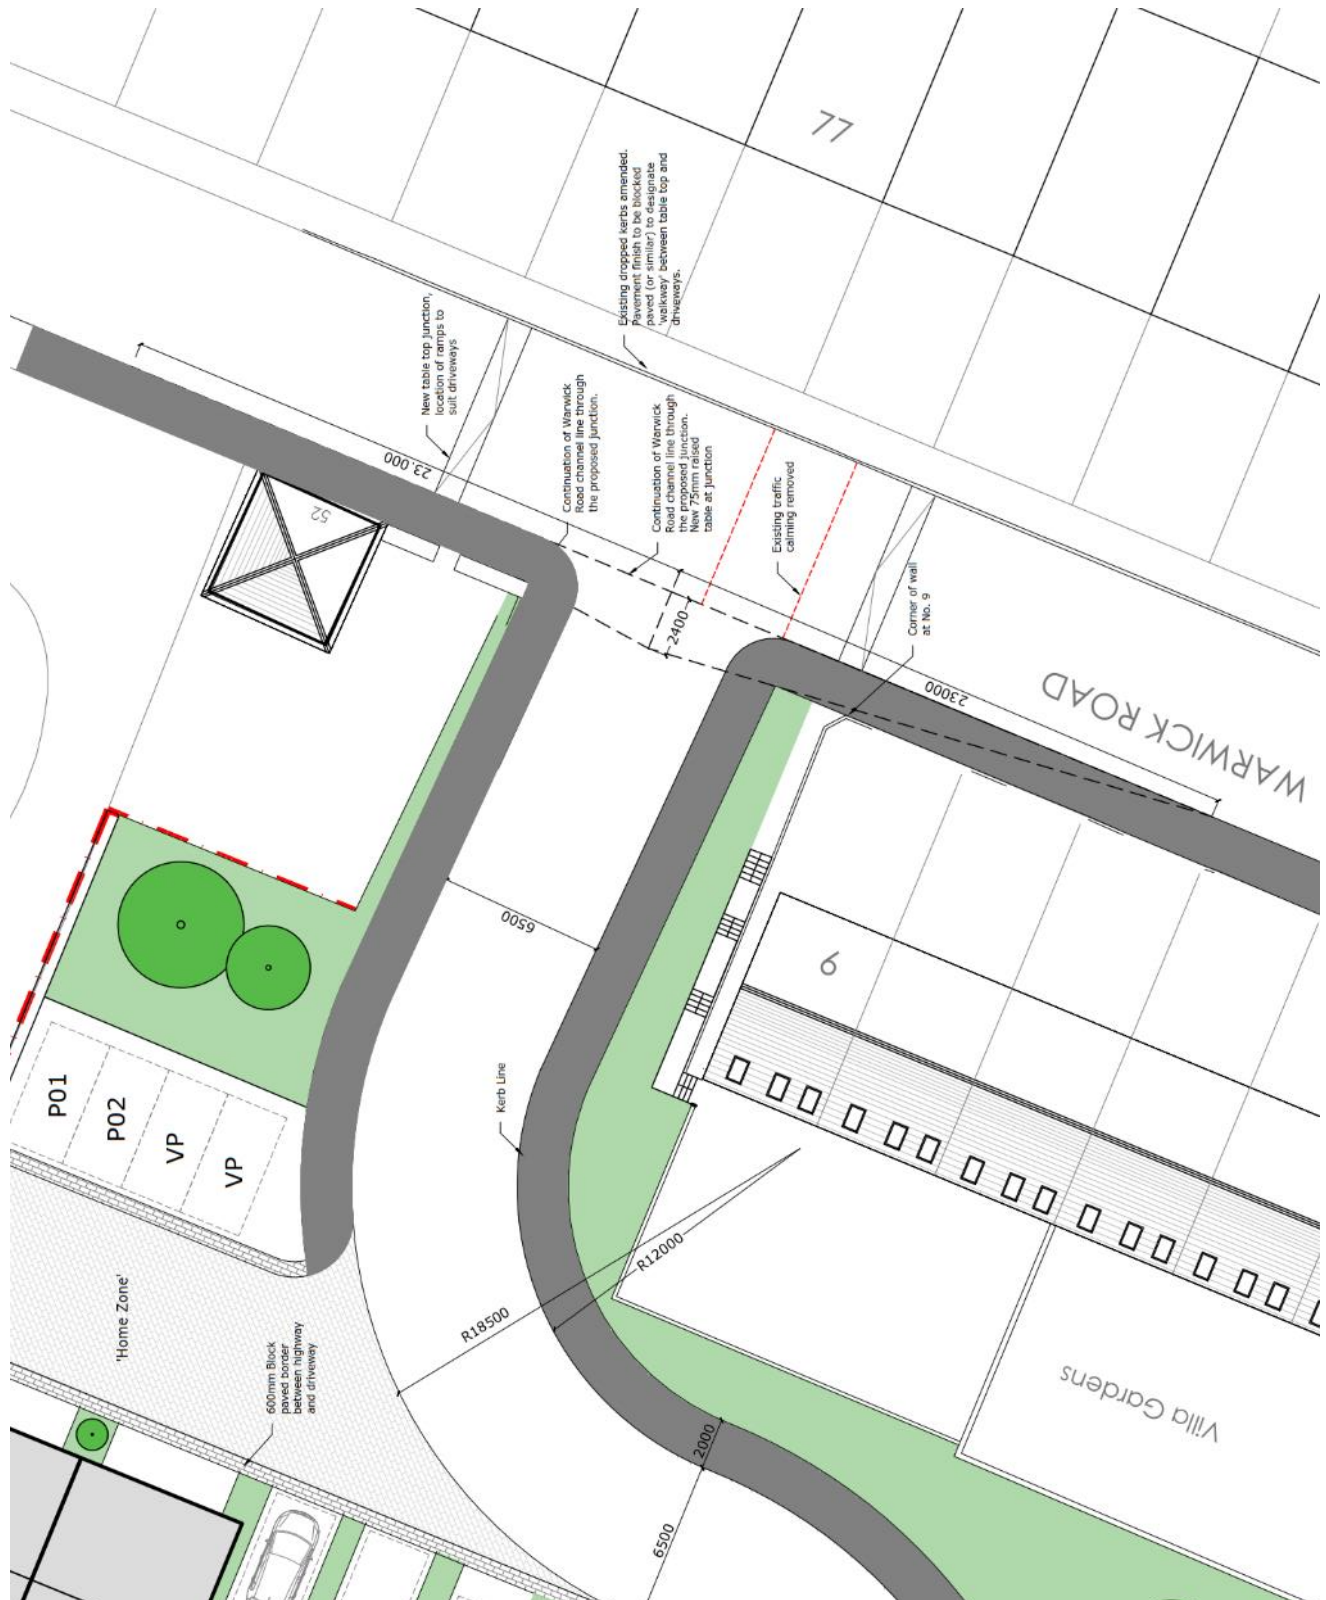 77
Existing dropped kerbs amended.
Pavement finish to be blocked
paved (or similar) to designate
'walkway' between table top and
driveways.
New table top junction,
location of ramps to
suit driveways
23.000
52
Continuation of Warwick
Road channel line through
the proposed junction.
Continuation of Warwick
Road channel line through
the proposed junction.
New 75mm raised
table at junction
Existing traffic
calming removed
2400
Corner of wall
at No. 9
23000
WARWICK ROAD
6500
9
P01
P02
VP
VP
Kerb Line
'Home Zone'
R12000
R18500
600mm Block
paved border
between highway
and driveway
Villa Gardens
2000
6500